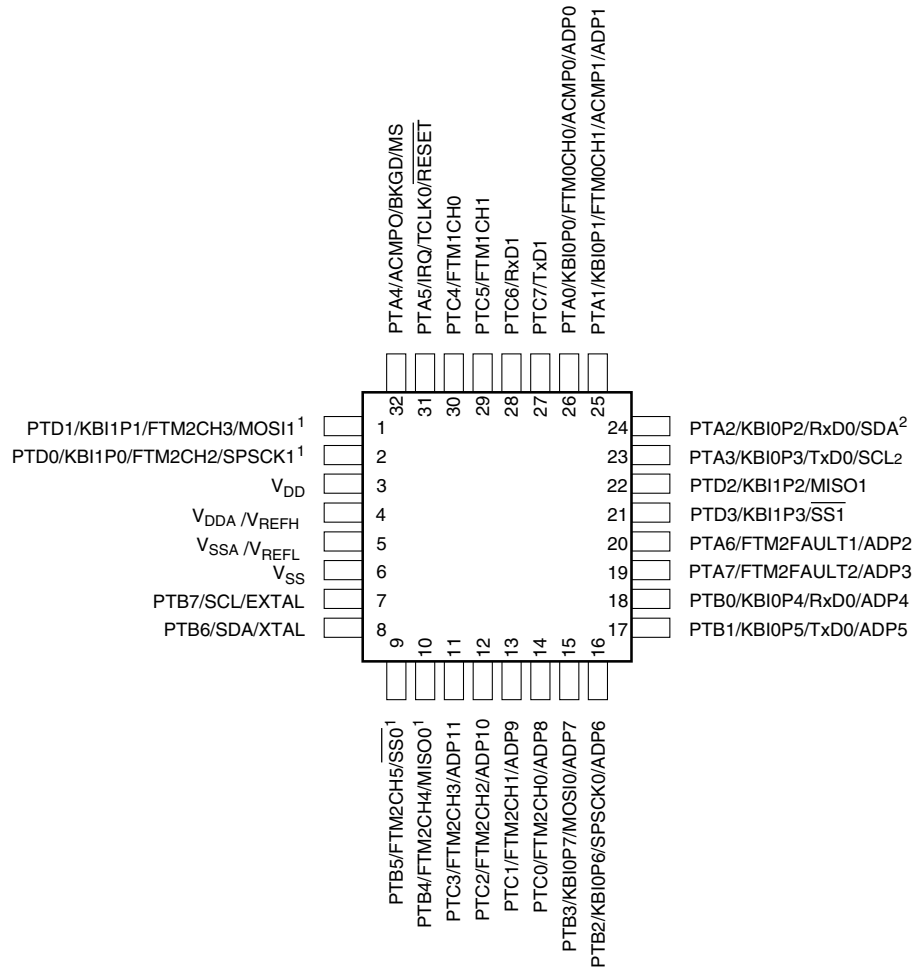 PTA4/ACMPO/BKGD/MS
PTA5/IRQ/TCLK0/RESET
PTC4/FTM1CH0
PTC5/FTM1CH1
PTC6/RxD1
PTC7/TxD1
PTA0/KBI0P0/FTM0CH0/ACMP0/ADP0
PTA1/KBI0P1/FTM0CH1/ACMP1/ADP1
32
31
30
29
28
27
26
25
PTD1/KBI1P1/FTM2CH3/MOSI1¹ 1
PTD0/KBI1P0/FTM2CH2/SPSCK1¹ 2
VDD 3
VDDA /VREFH 4
VSSA /VREFL 5
VSS 6
PTB7/SCL/EXTAL 7
PTB6/SDA/XTAL 8
24 PTA2/KBI0P2/RxD0/SDA²
23 PTA3/KBI0P3/TxD0/SCL2
22 PTD2/KBI1P2/MISO1
21 PTD3/KBI1P3/SS1
20 PTA6/FTM2FAULT1/ADP2
19 PTA7/FTM2FAULT2/ADP3
18 PTB0/KBI0P4/RxD0/ADP4
17 PTB1/KBI0P5/TxD0/ADP5
9
10
11
12
13
14
15
16
PTB5/FTM2CH5/SS0¹
PTB4/FTM2CH4/MISO0¹
PTC3/FTM2CH3/ADP11
PTC2/FTM2CH2/ADP10
PTC1/FTM2CH1/ADP9
PTC0/FTM2CH0/ADP8
PTB3/KBI0P7/MOSI0/ADP7
PTB2/KBI0P6/SPSCK0/ADP6